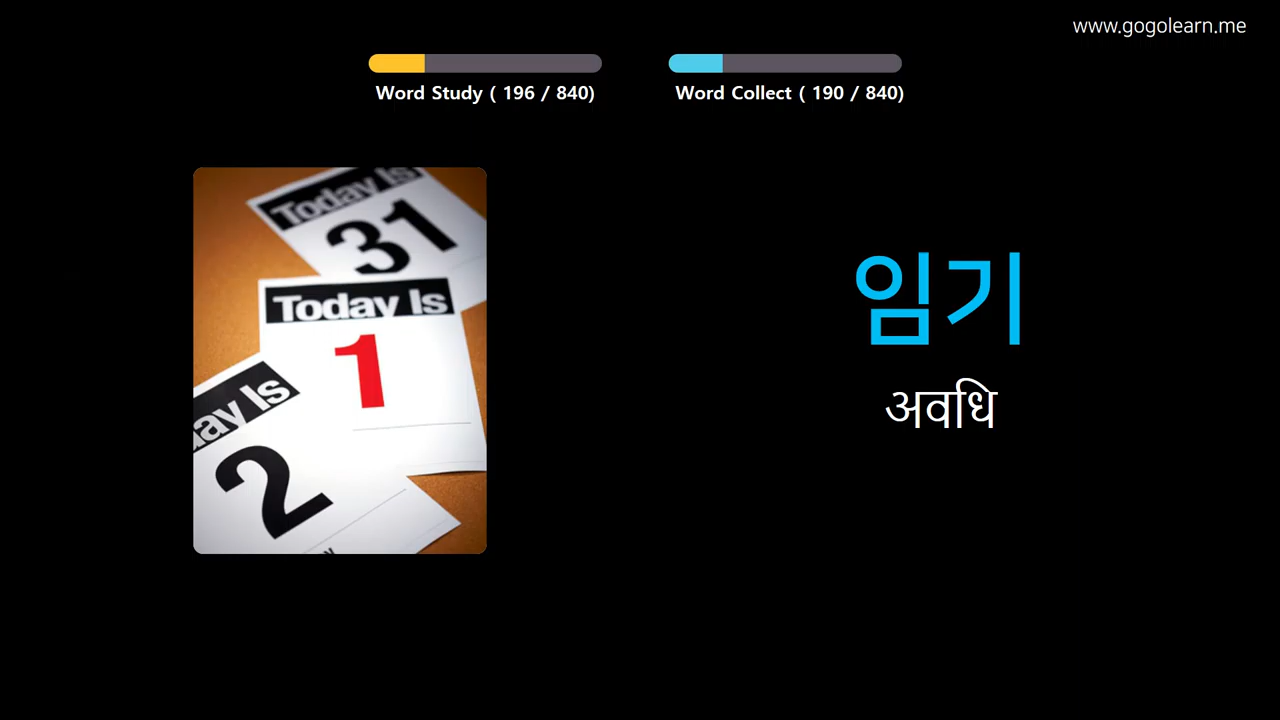 www.gogolearn.me
Word Study ( 196 / 840)
Word Collect ( 190 / 840)
Today Is
31
Today Is
1
ay Is
2
임기
अवधि